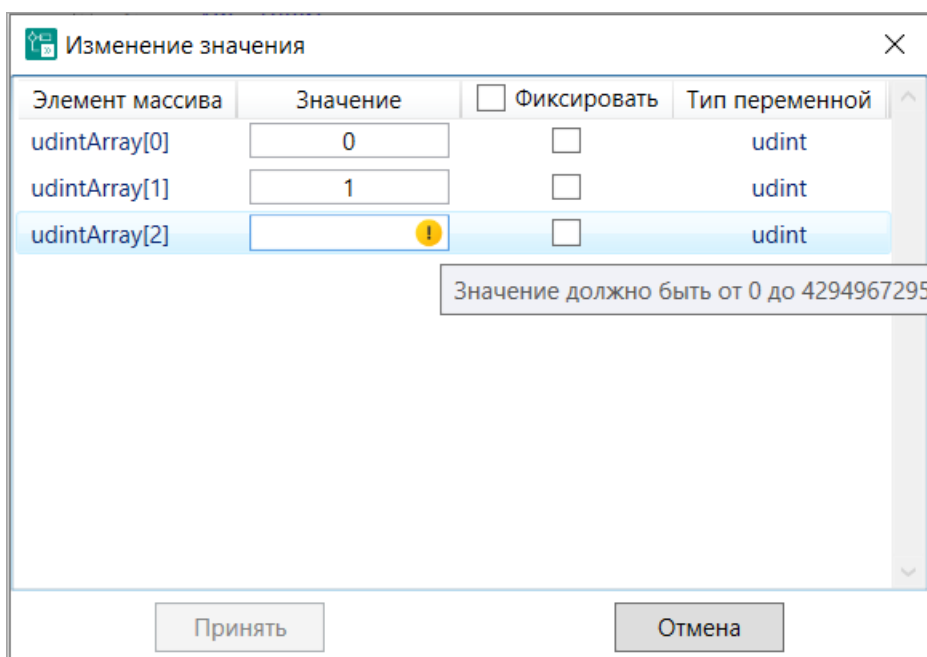 Изменение значения
Элемент массива Значение Фиксировать Тип переменной
udintArray[0] 0 udint
udintArray[1] 1 udint
udintArray[2] udint
Значение должно быть от 0 до 4294967295
Принять Отмена